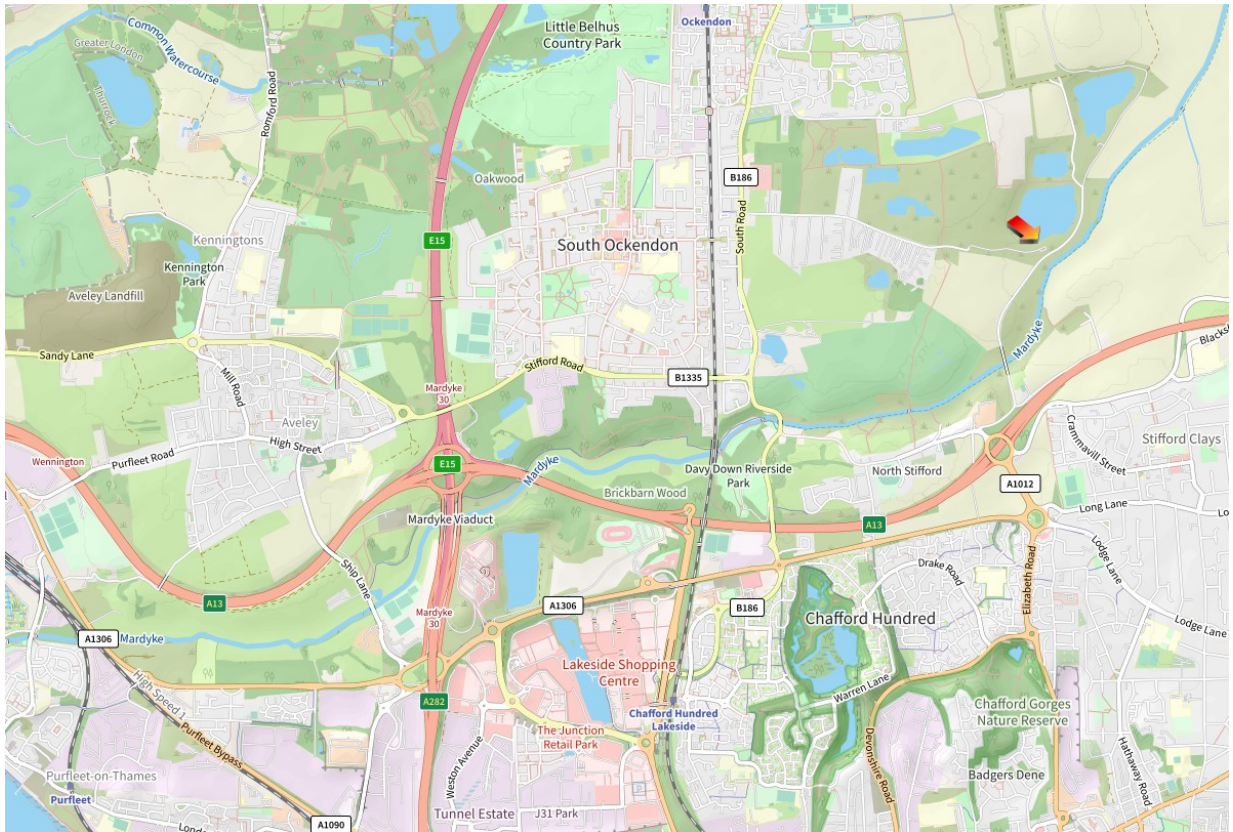 Little Belhus
Country Park
Ockendon
Common Watercourse
Greater London
Thurrock
Romford Road
Oakwood
B186
South Road
E15
South Ockendon
Kenningtons
Kennington
Park
Aveley Landfill
Mardyke
Sandy Lane
Stifford Road
B1335
Mill Road
Mardyke
30
Aveley
High Street
Crammavill Street
Stifford Clays
Wennington
Purfleet Road
E15
Mardyke
Davy Down Riverside
Park
North Stifford
A1012
Brickbarn Wood
Long Lane
Mardyke Viaduct
A13
Lodge Lane
Ship Lane
Drake Road
Elizabeth Road
A13
A1306
B186
Mardyke
30
Chafford Hundred
Lodge Lane
A1306
Mardyke
Lakeside Shopping
Centre
High Speed 1
Warren Lane
A282
Chafford Gorges
Nature Reserve
Chafford Hundred
Lakeside
Purfleet Bypass
The Junction
Retail Park
Weston Avenue
Devonshire Road
Hathaway Road
Purfleet-on-Thames
Badgers Dene
Purfleet
Tunnel Estate
J31 Park
A1090